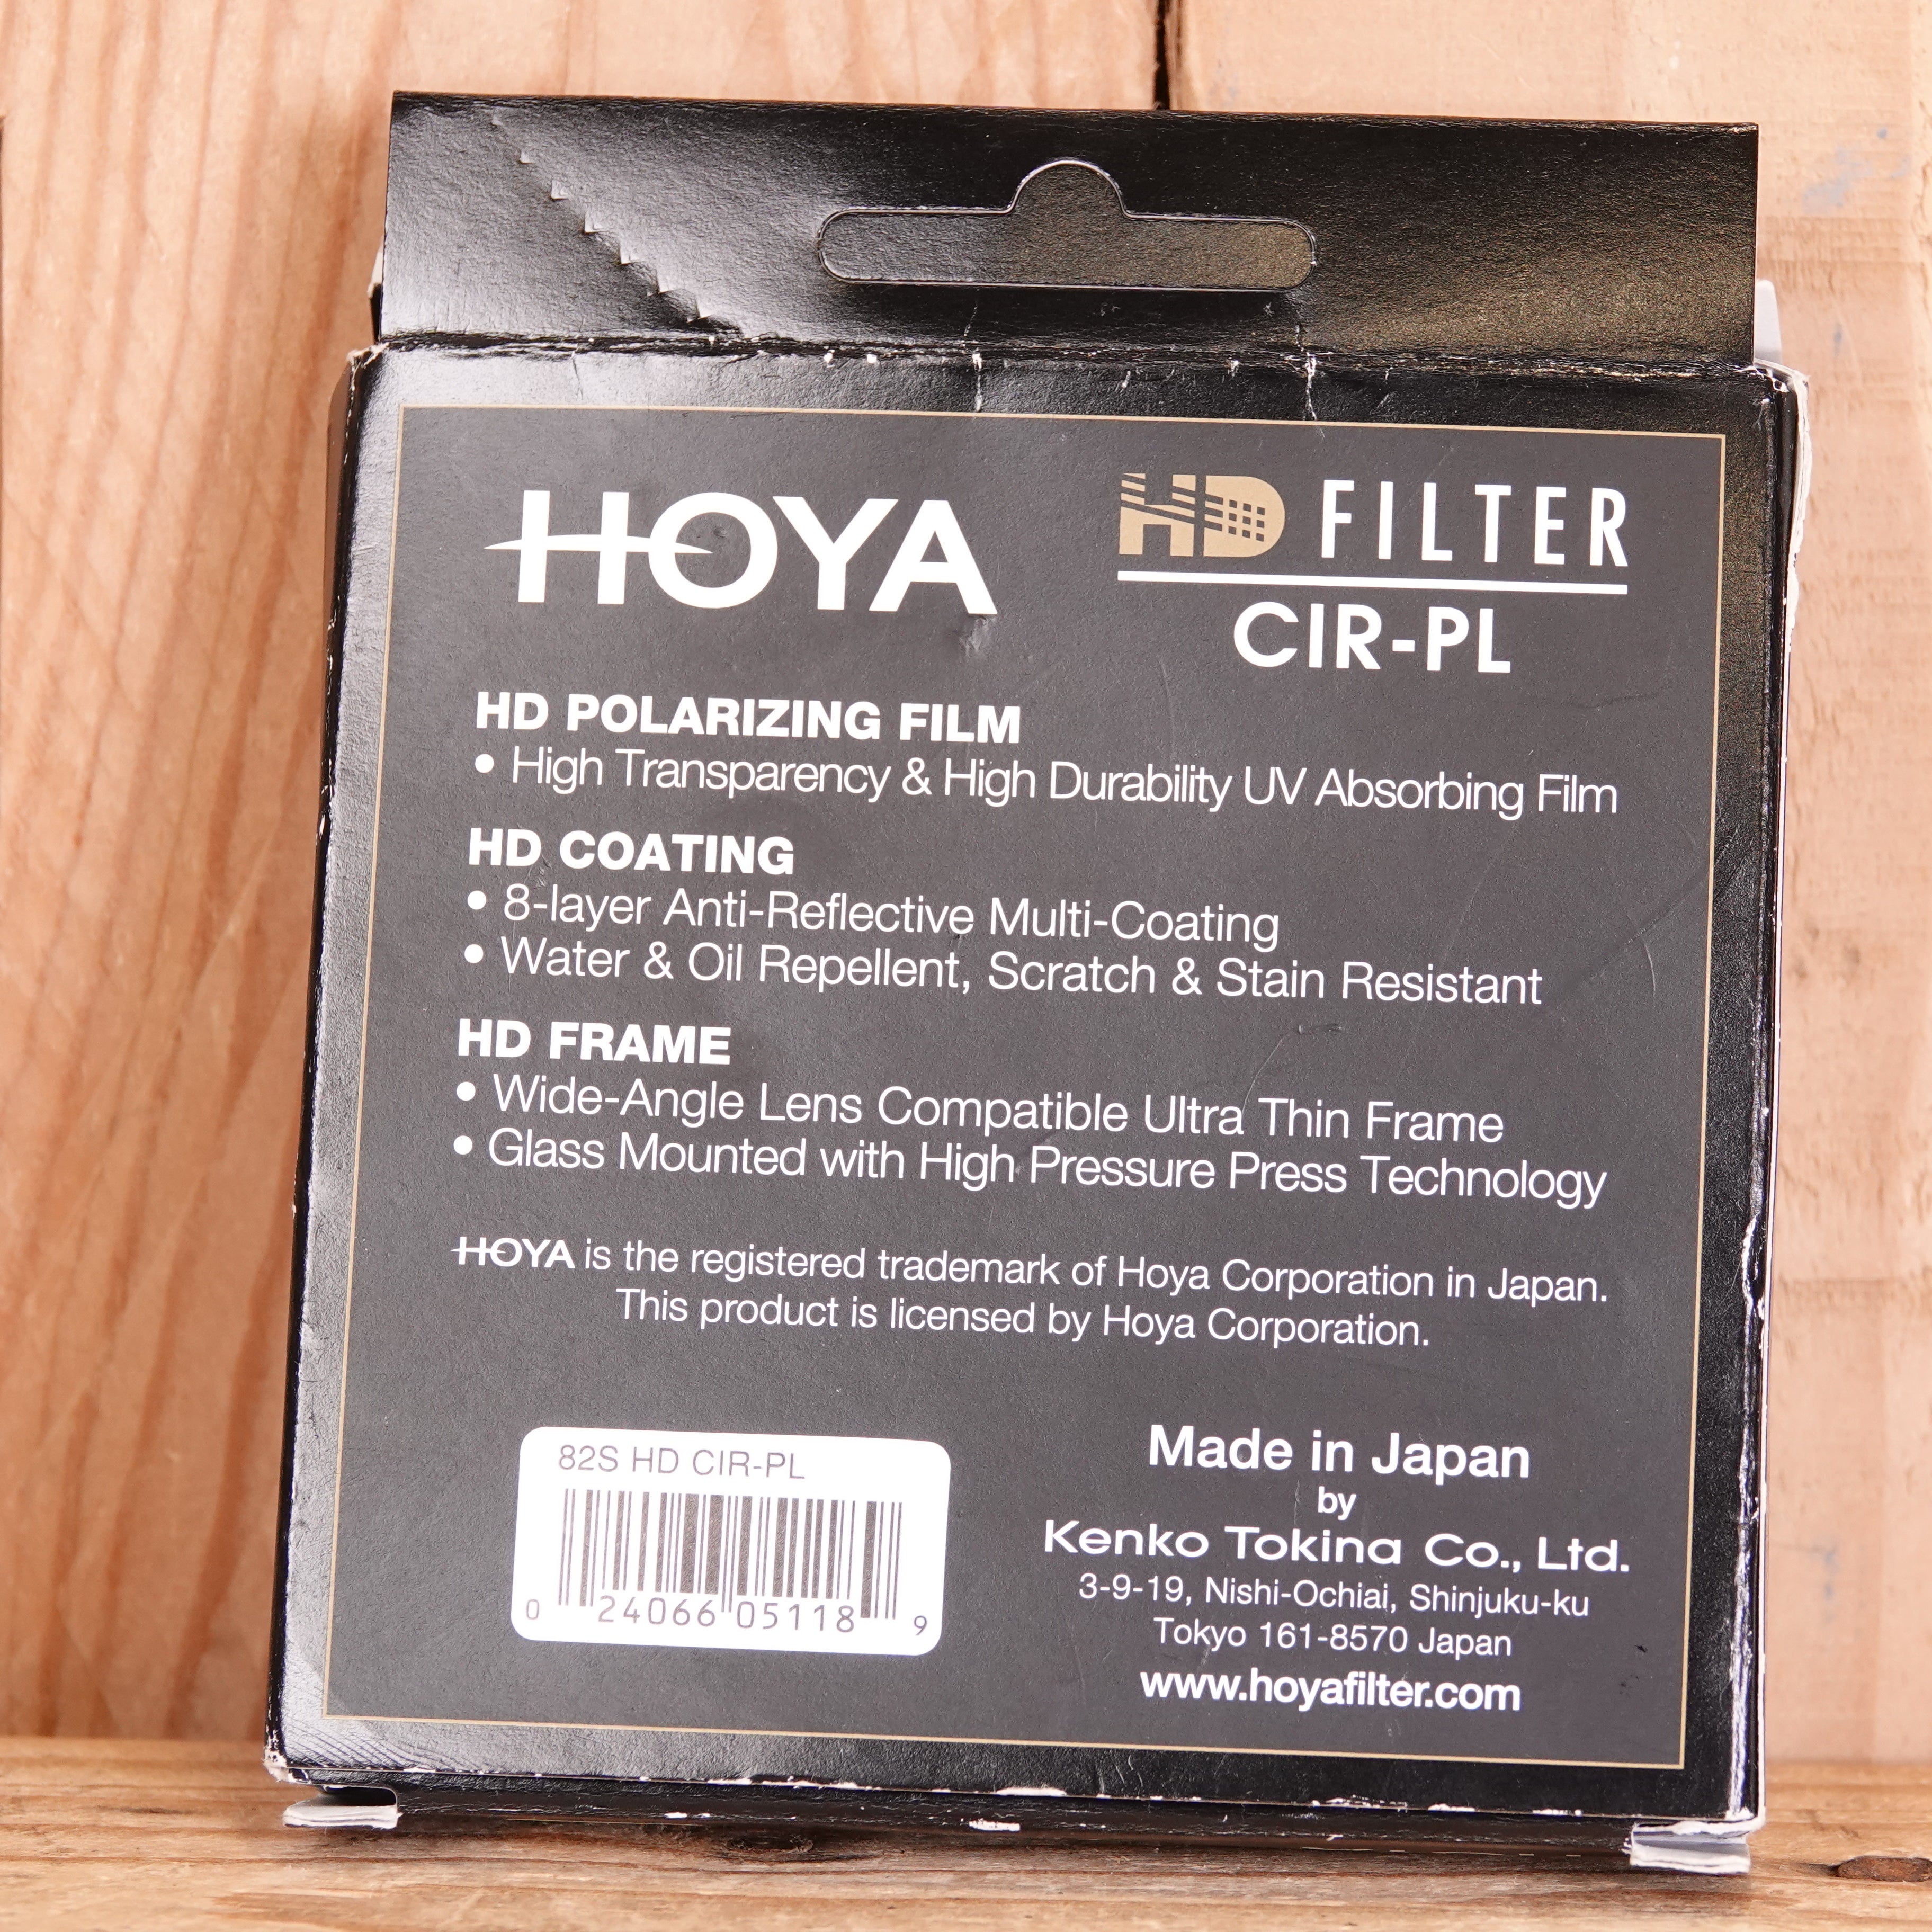 HOYA
HD FILTER
CIR-PL
HD POLARIZING FILM
• High Transparency & High Durability UV Absorbing Film
HD COATING
• 8-layer Anti-Reflective Multi-Coating
• Water & Oil Repellent, Scratch & Stain Resistant
HD FRAME
• Wide-Angle Lens Compatible Ultra Thin Frame
• Glass Mounted with High Pressure Press Technology
HOYA is the registered trademark of Hoya Corporation in Japan.
This product is licensed by Hoya Corporation.
82S HD CIR-PL
0 24066 05118 9
Made in Japan
by
Kenko Tokina Co., Ltd.
3-9-19, Nishi-Ochiai, Shinjuku-ku
Tokyo 161-8570 Japan
www.hoyafilter.com